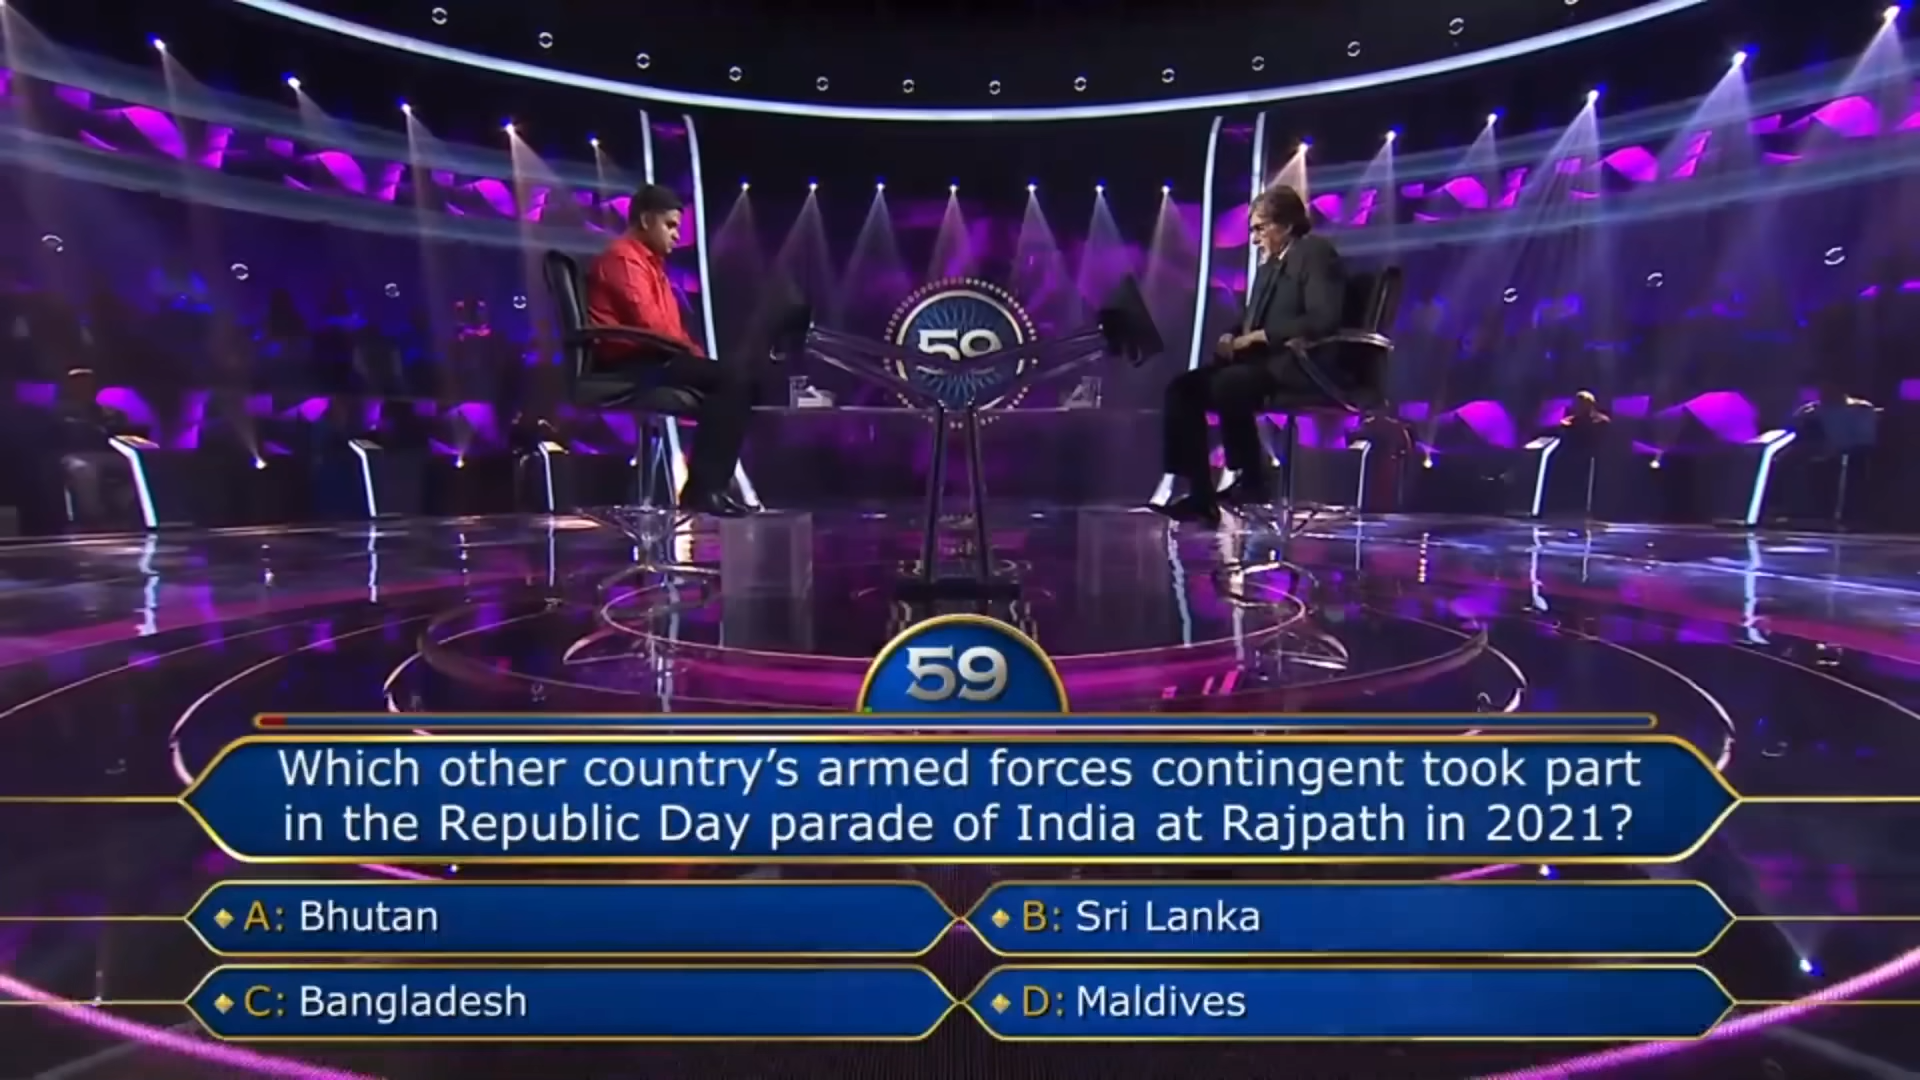 59
59
Which other country's armed forces contingent took part
in the Republic Day parade of India at Rajpath in 2021?
A: Bhutan
B: Sri Lanka
C: Bangladesh
D: Maldives